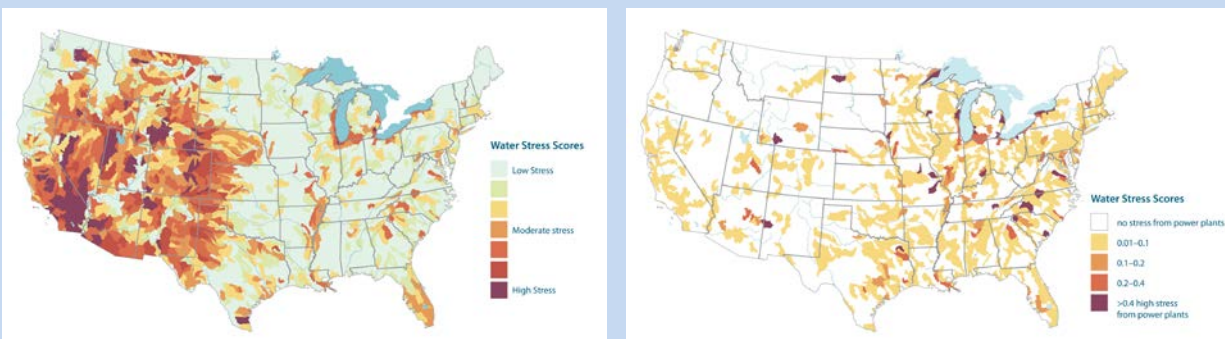 Water Stress Scores
Low Stress
Moderate stress
High Stress
Water Stress Scores
no stress from power plants
0.01–0.1
0.1–0.2
0.2–0.4
>0.4 high stress
from power plants